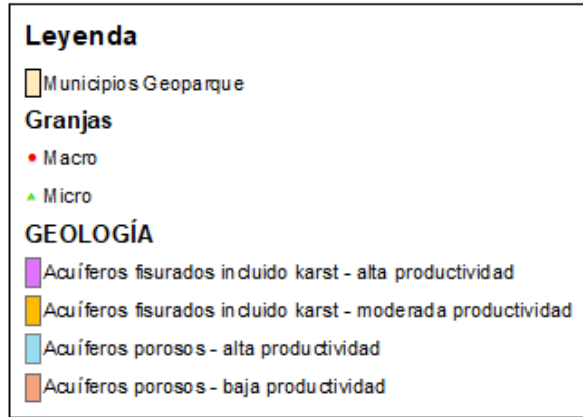 Leyenda
Municipios Geoparque
Granjas
Macro
Micro
GEOLOGÍA
Acuíferos fisurados incluido karst - alta productividad
Acuíferos fisurados incluido karst - moderada productividad
Acuíferos porosos - alta productividad
Acuíferos porosos - baja productividad